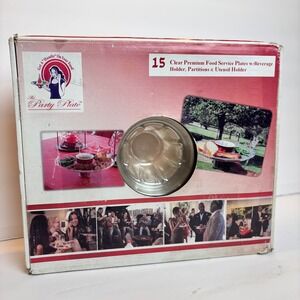 15 Clear Premium Food Service Plates w/Beverage
Holder, Partitions & Utensil Holder
The
Party Plate